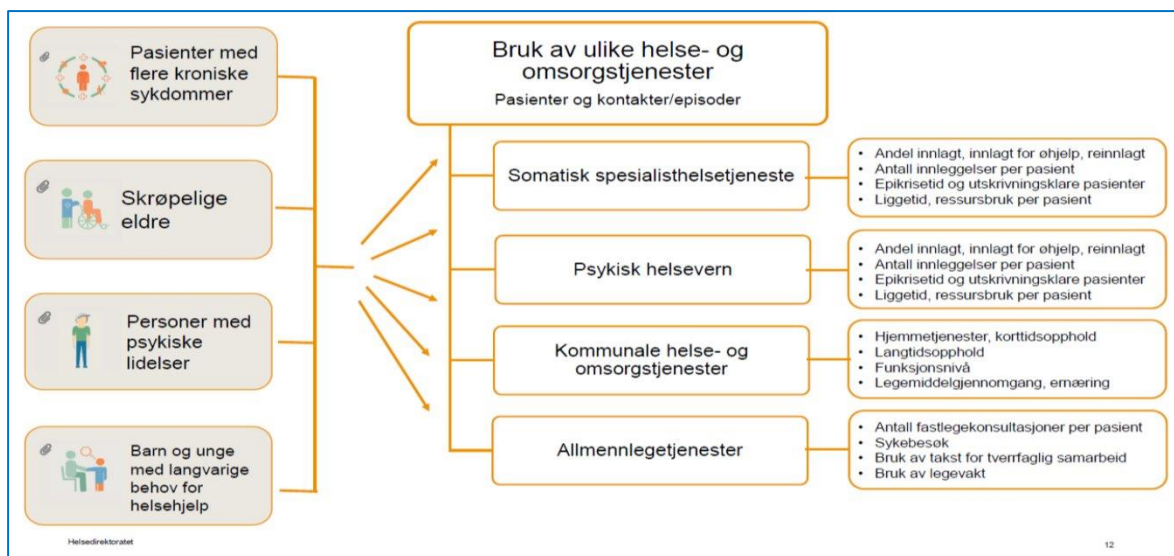 Pasienter med
flere kroniske
sykdommer
Skrøpelige
eldre
Personer med
psykiske
lidelser
Barn og unge
med langvarige
behov for
helsehjelp
Bruk av ulike helse- og
omsorgstjenester
Pasienter og kontakter/episoder
Somatisk spesialisthelsetjeneste
• Andel innlagt, innlagt for øhjelp, reinnlagt
• Antall innleggelser per pasient
• Epikrisetid og utskrivningsklare pasienter
• Liggetid, ressursbruk per pasient
Psykisk helsevern
• Andel innlagt, innlagt for øhjelp, reinnlagt
• Antall innleggelser per pasient
• Epikrisetid og utskrivningsklare pasienter
• Liggetid, ressursbruk per pasient
Kommunale helse- og
omsorgstjenester
• Hjemmetjenester, korttidsopphold
• Langtidsopphold
• Funksjonsnivå
• Legemiddelgjennomgang, ernæring
Allmennlegetjenester
• Antall fastlegekonsultasjoner per pasient
• Sykebesøk
• Bruk av takst for tverrfaglig samarbeid
• Bruk av legevakt
Helsedirektoratet
12